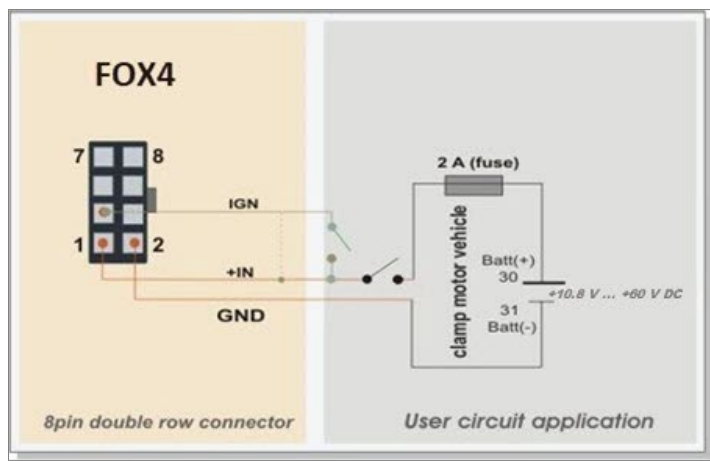 FOX4
7 8
1 2
IGN
+IN
GND
2 A (fuse)
clamp motor vehicle
Batt(+)
30
+10.8 V ... +60 V DC
31
Batt(-)
8pin double row connector
User circuit application